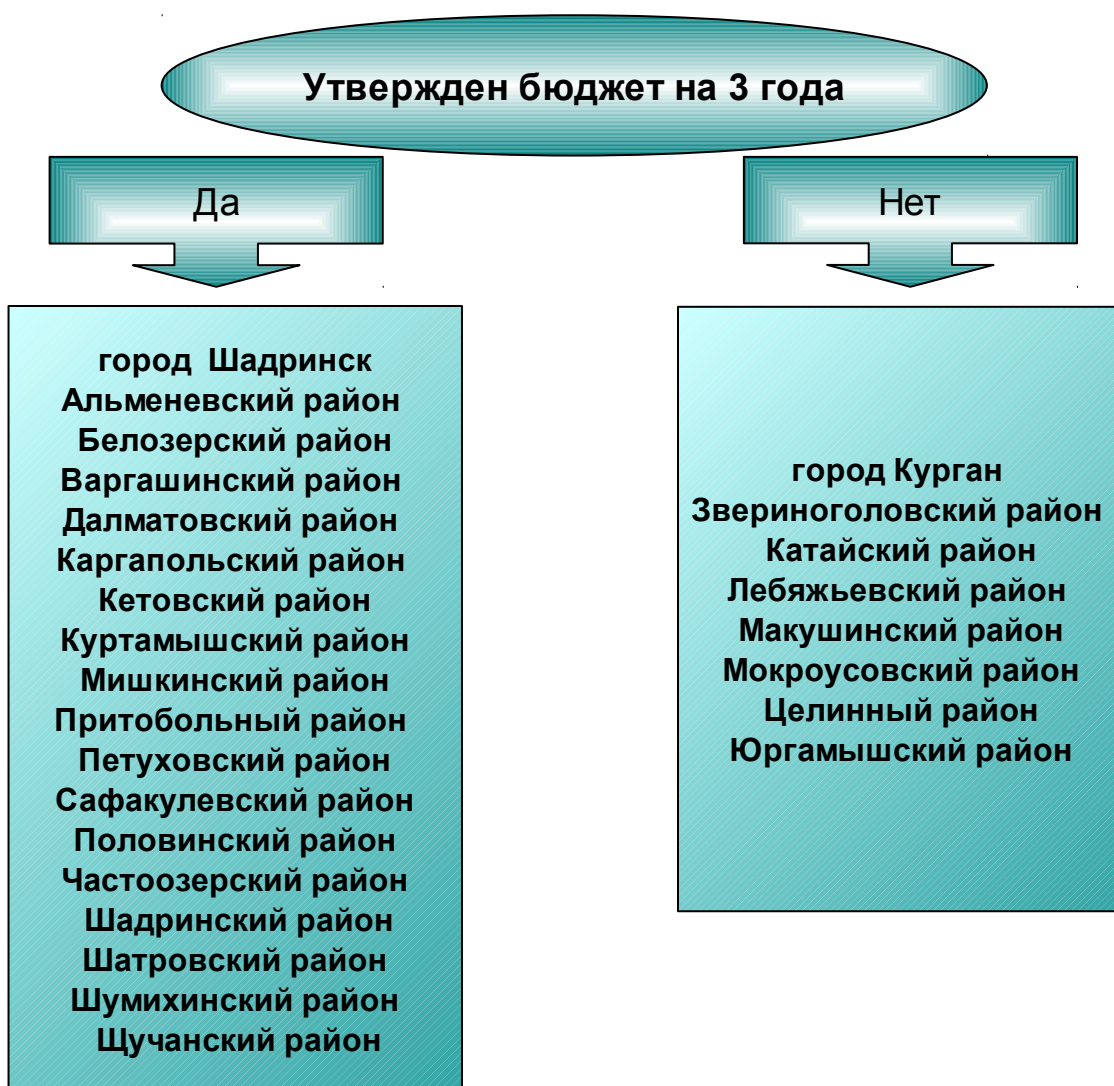 Утвержден бюджет на 3 года
Да
Нет
город Шадринск
Альменевский район
Белозерский район
Варгашинский район
Далматовский район
Каргапольский район
Кетовский район
Куртамышский район
Мишкинский район
Притобольный район
Петуховский район
Сафакулевский район
Половинский район
Частоозерский район
Шадринский район
Шатровский район
Шумихинский район
Щучанский район
город Курган
Звериноголовский район
Катайский район
Лебяжьевский район
Макушинский район
Мокроусовский район
Целинный район
Юргамышский район